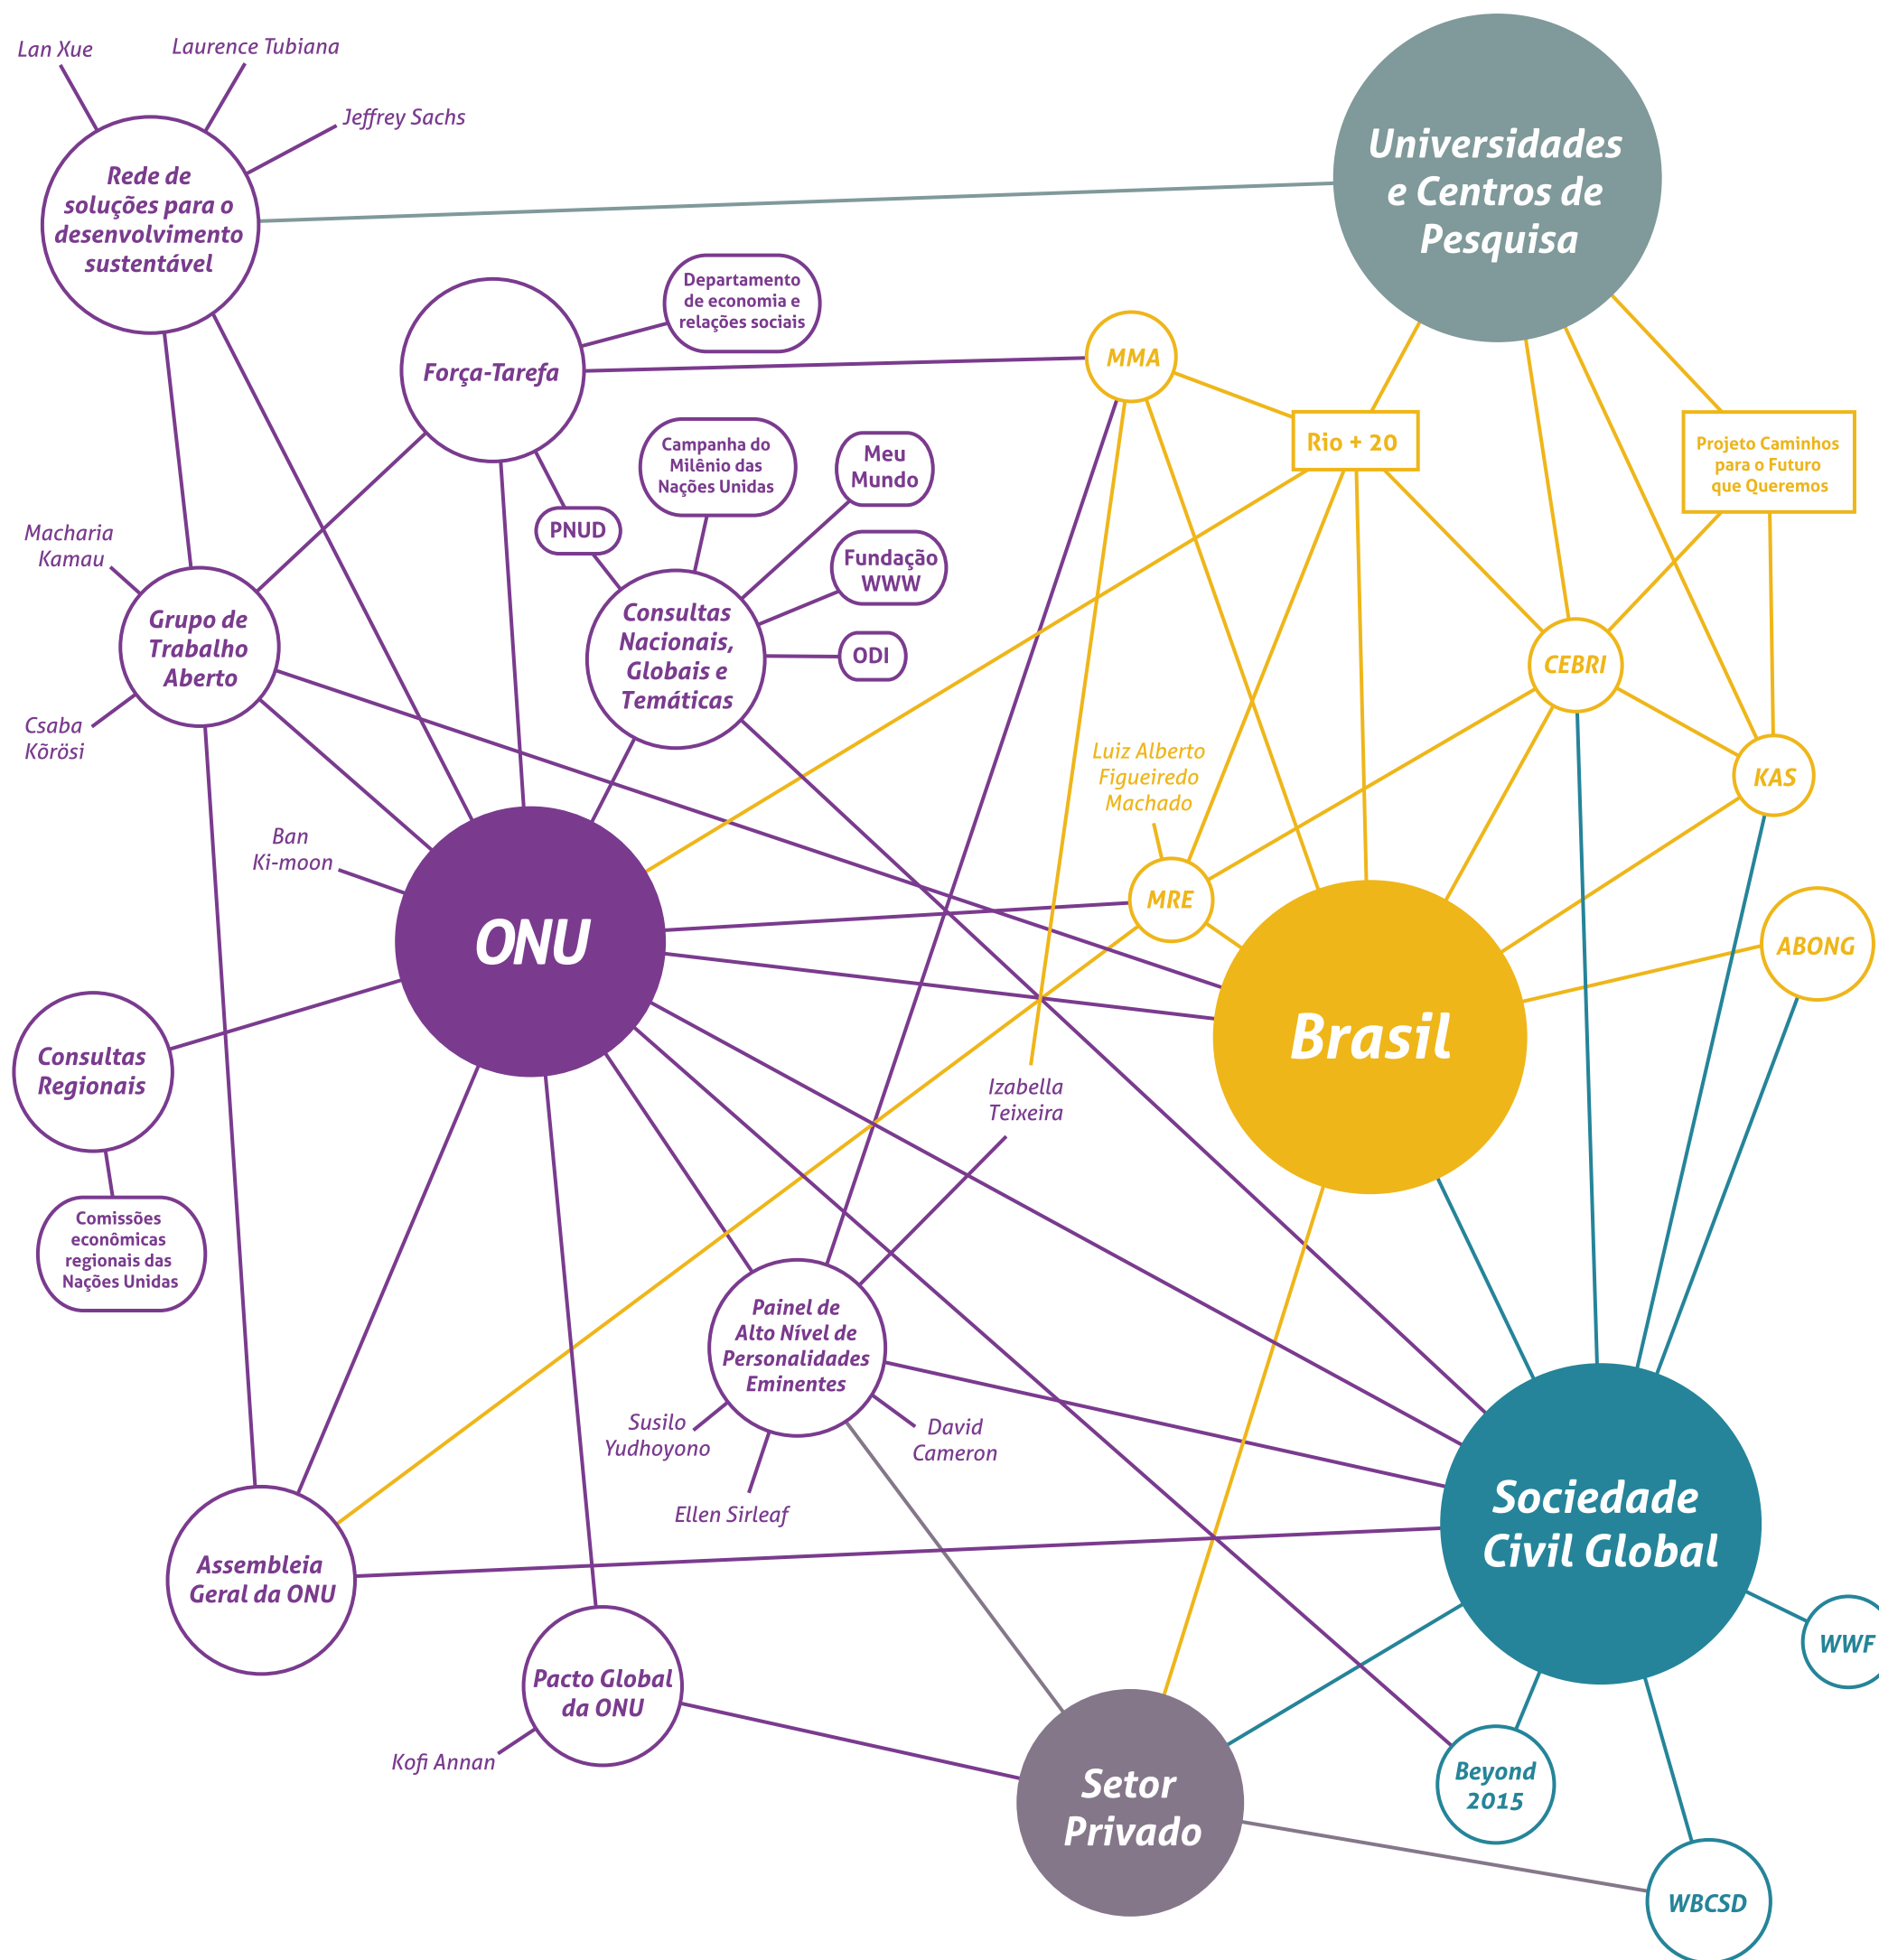 Lan Xue
Laurence Tubiana
Jeffrey Sachs
Rede de
soluções para o
desenvolvimento
sustentável
Universidades
e Centros de
Pesquisa
Departamento
de economia e
relações sociais
Força-Tarefa
MMA
Rio + 20
Projeto Caminhos
para o Futuro
que Queremos
Campanha do
Milênio das
Nações Unidas
Meu
Mundo
PNUD
Fundação
WWW
ODI
Macharia
Kamau
Grupo de
Trabalho
Aberto
Csaba
Kõrösi
Consultas
Nacionais,
Globais e
Temáticas
CEBRI
KAS
Luiz Alberto
Figueiredo
Machado
MRE
ABONG
Ban
Ki-moon
ONU
Brasil
Consultas
Regionais
Izabella
Teixeira
Comissões
econômicas
regionais das
Nações Unidas
Painel de
Alto Nível de
Personalidades
Eminentes
Susilo
Yudhoyono
David
Cameron
Ellen Sirleaf
Sociedade
Civil Global
Assembleia
Geral da ONU
WWF
Pacto Global
da ONU
Kofi Annan
Setor
Privado
Beyond
2015
WBCSD